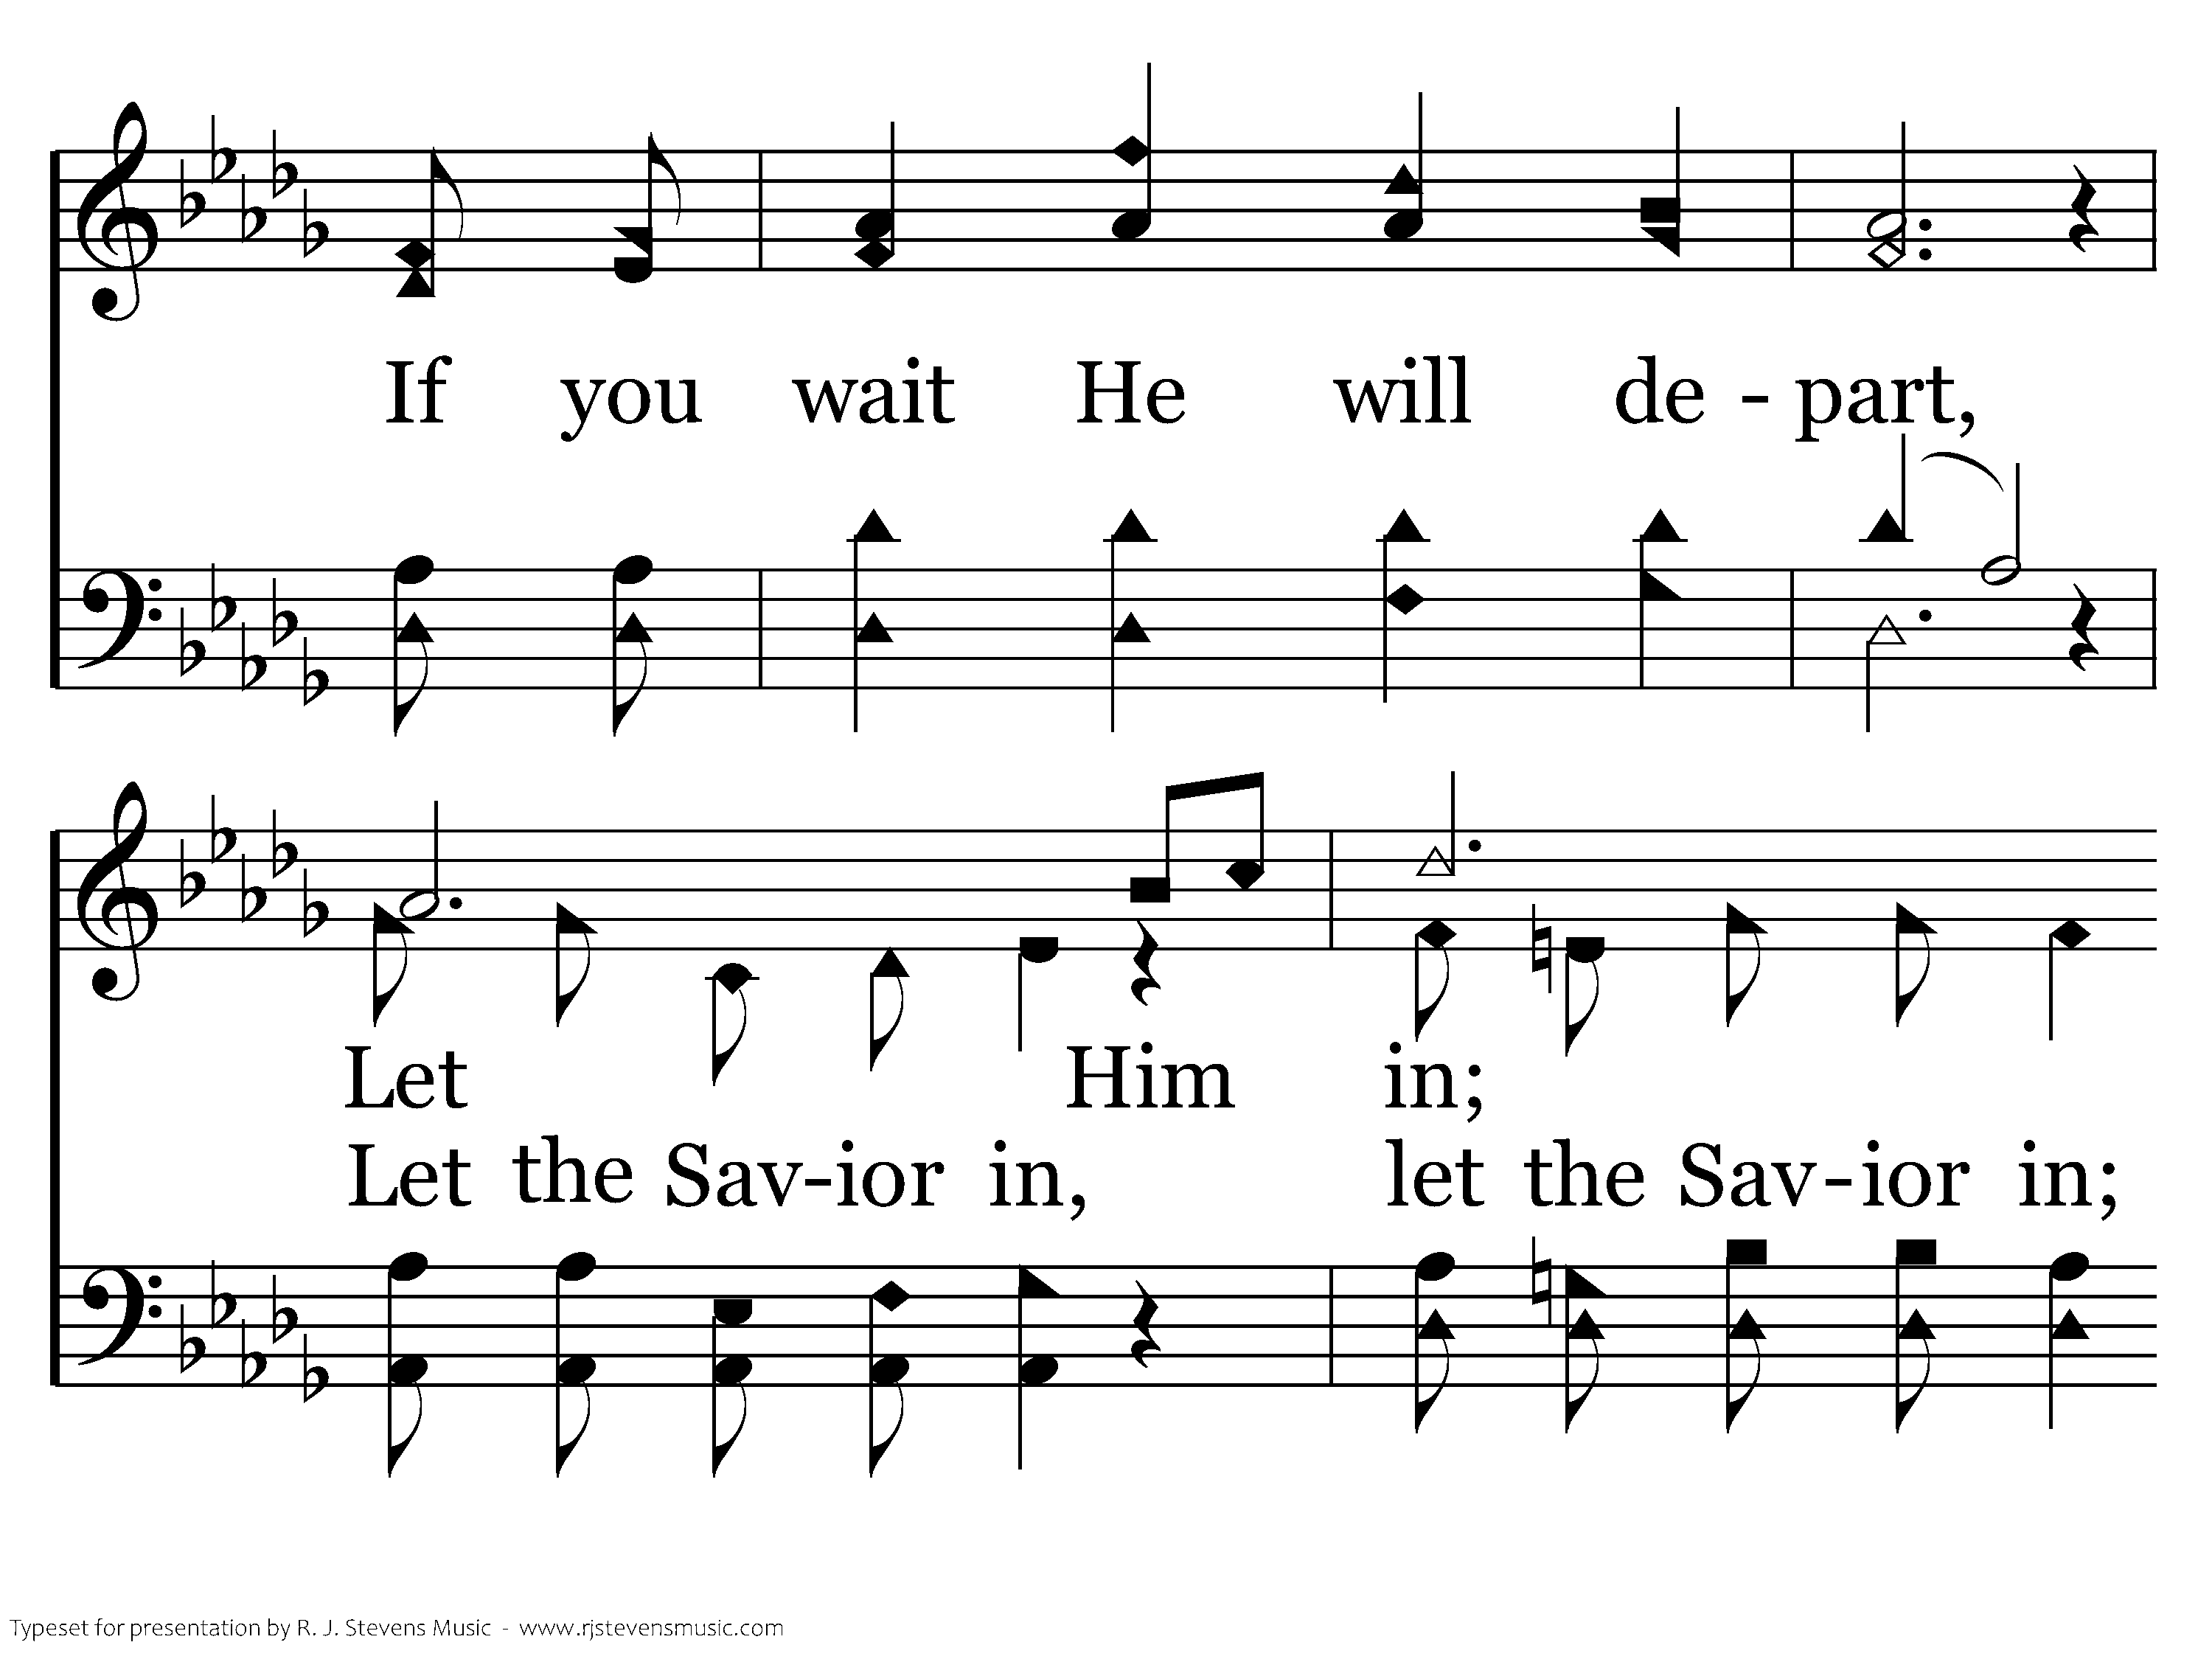 If you wait He will de - part,
Let Him in;
Let the Sav-ior in, let the Sav-ior in;
Typeset for presentation by R. J. Stevens Music - www.rjstevensmusic.com